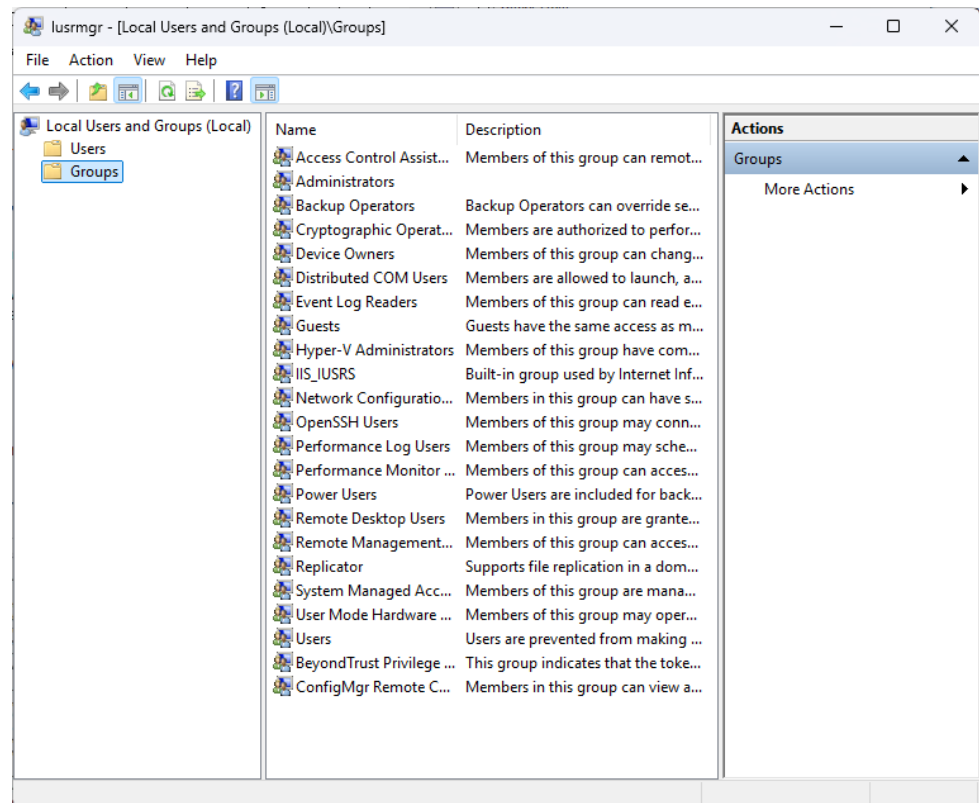 lusrmgr - [Local Users and Groups (Local)\Groups]
File Action View Help
Local Users and Groups (Local)
Users
Groups
Name Description
Access Control Assist... Members of this group can remot...
Administrators
Backup Operators Backup Operators can override se...
Cryptographic Operat... Members are authorized to perfor...
Device Owners Members of this group can chang...
Distributed COM Users Members are allowed to launch, a...
Event Log Readers Members of this group can read e...
Guests Guests have the same access as m...
Hyper-V Administrators Members of this group have com...
IIS_IUSRS Built-in group used by Internet Inf...
Network Configuratio... Members in this group can have s...
OpenSSH Users Members of this group may conn...
Performance Log Users Members of this group may sche...
Performance Monitor ... Members of this group can acces...
Power Users Power Users are included for back...
Remote Desktop Users Members in this group are grante...
Remote Management... Members of this group can acces...
Replicator Supports file replication in a dom...
System Managed Acc... Members of this group are mana...
User Mode Hardware ... Members of this group may oper...
Users Users are prevented from making ...
BeyondTrust Privilege ... This group indicates that the toke...
ConfigMgr Remote C... Members in this group can view a...
Actions
Groups
More Actions